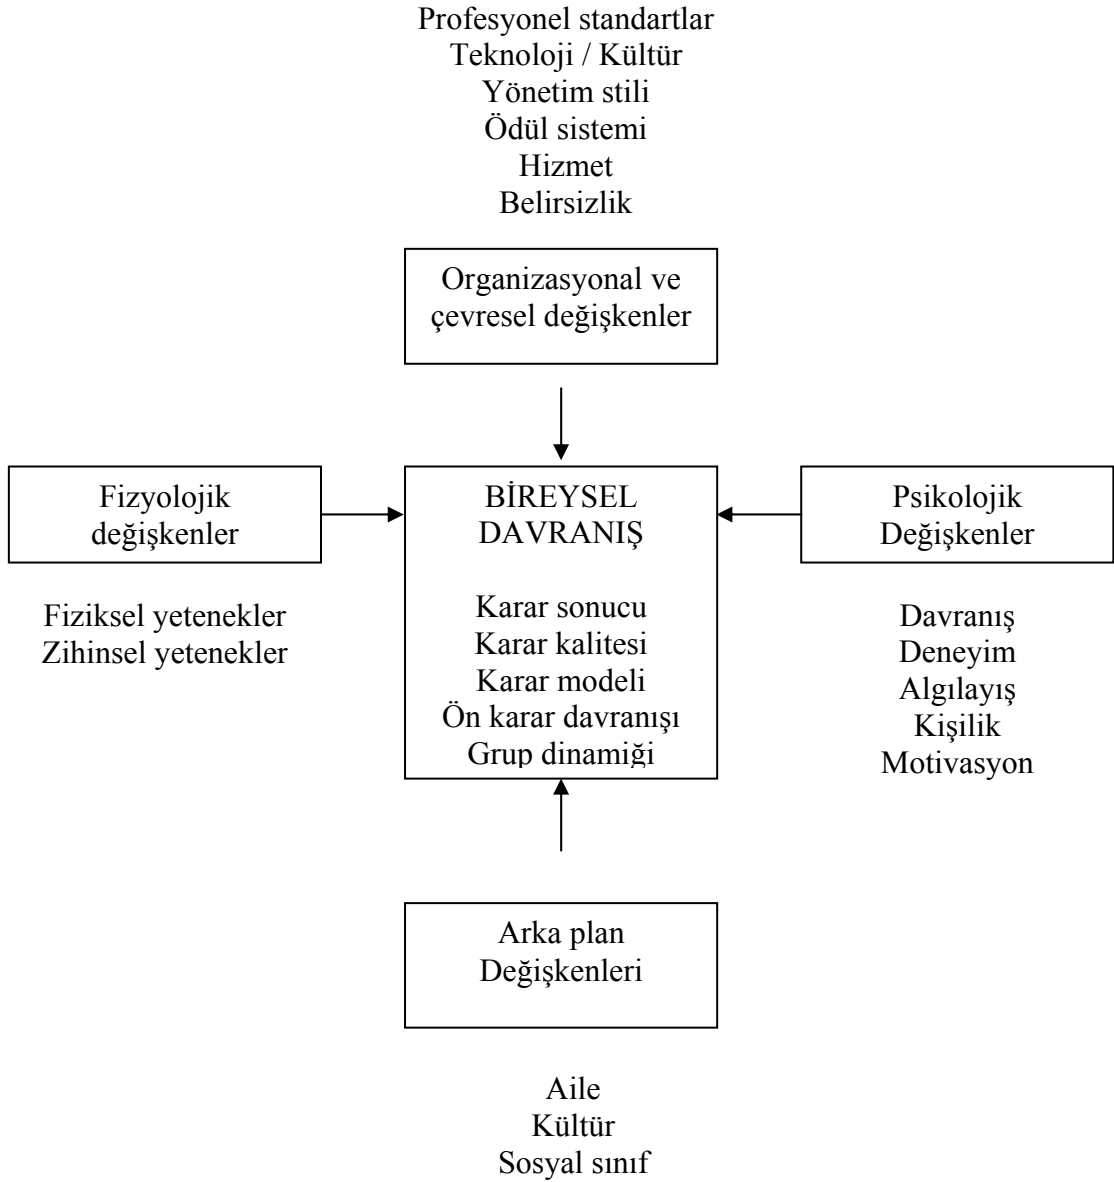 Profesyonel standartlar
Teknoloji / Kültür
Yönetim stili
Ödül sistemi
Hizmet
Belirsizlik
Organizasyonal ve
çevresel değişkenler
Fizyolojik
değişkenler
Fiziksel yetenekler
Zihinsel yetenekler
BİREYSEL
DAVRANIŞ
Karar sonucu
Karar kalitesi
Karar modeli
Ön karar davranışı
Grup dinamiği
Psikolojik
Değişkenler
Davranış
Deneyim
Algılayış
Kişilik
Motivasyon
Arka plan
Değişkenleri
Aile
Kültür
Sosyal sınıf